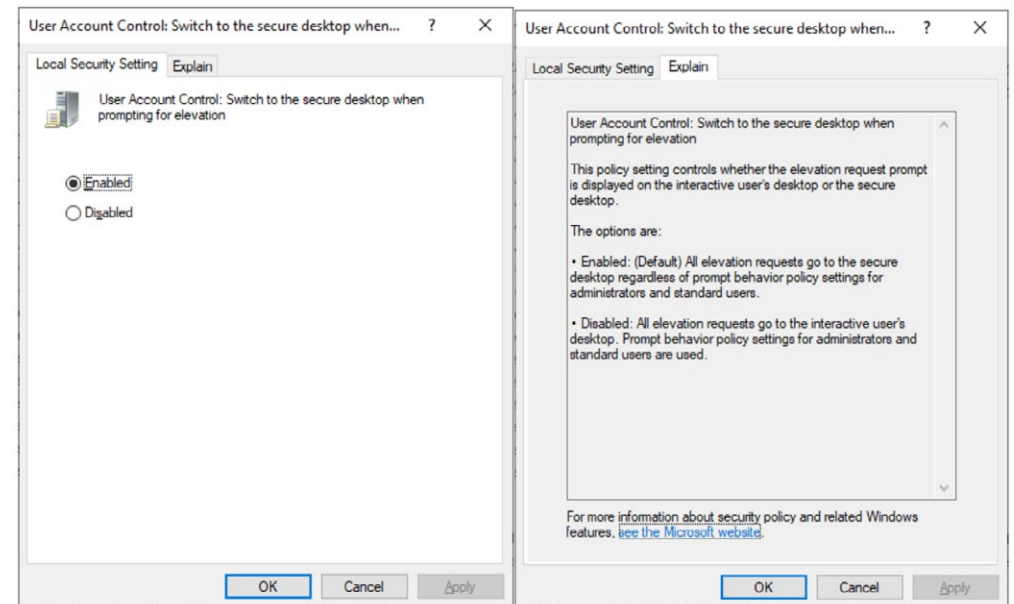 User Account Control: Switch to the secure desktop when... ? ×
Local Security Setting Explain
User Account Control: Switch to the secure desktop when
prompting for elevation
Enabled
Disabled
OK Cancel Apply
User Account Control: Switch to the secure desktop when... ? ×
Local Security Setting Explain
User Account Control: Switch to the secure desktop when
prompting for elevation
This policy setting controls whether the elevation request prompt
is displayed on the interactive user's desktop or the secure
desktop.
The options are:
• Enabled: (Default) All elevation requests go to the secure
desktop regardless of prompt behavior policy settings for
administrators and standard users.
• Disabled: All elevation requests go to the interactive user's
desktop. Prompt behavior policy settings for administrators and
standard users are used.
For more information about security policy and related Windows
features, see the Microsoft website.
OK Cancel Apply